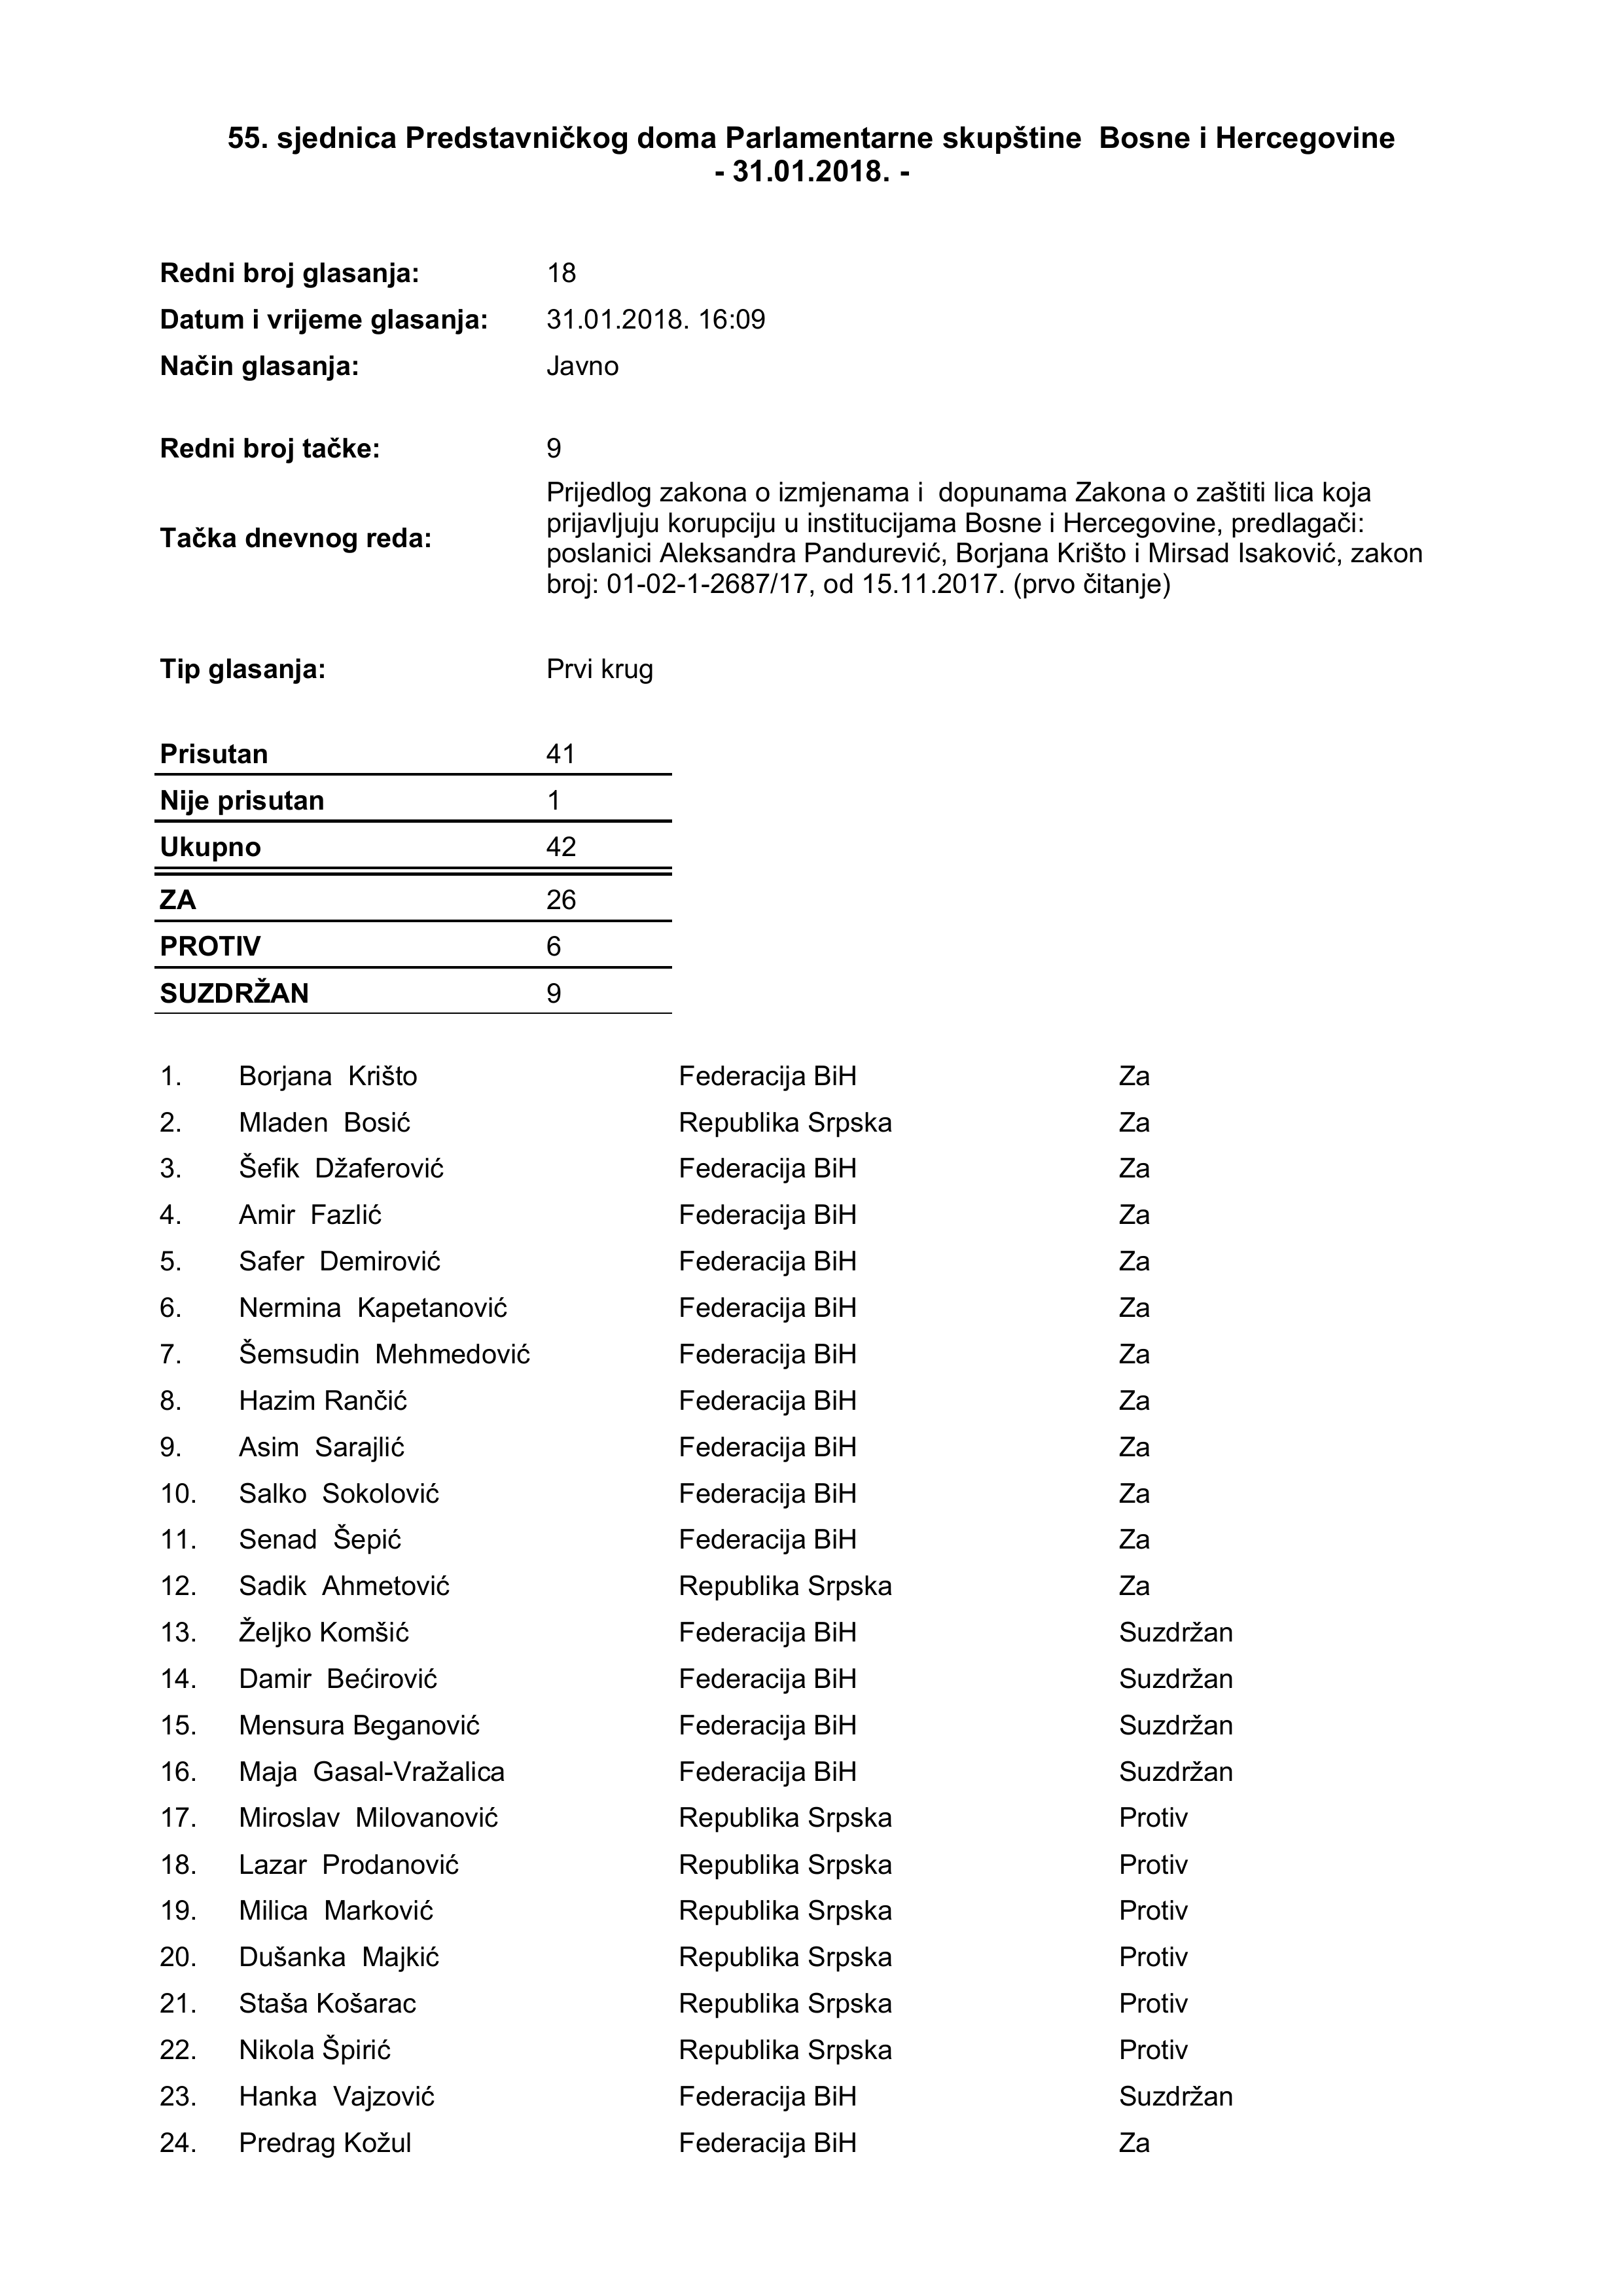 55. sjednica Predstavničkog doma Parlamentarne skupštine  Bosne i Hercegovine
- 31.01.2018. -
Redni broj glasanja: 18
Datum i vrijeme glasanja: 31.01.2018. 16:09
Način glasanja: Javno
Redni broj tačke: 9
Tačka dnevnog reda:
Prijedlog zakona o izmjenama i  dopunama Zakona o zaštiti lica koja
prijavljuju korupciju u institucijama Bosne i Hercegovine, predlagači:
poslanici Aleksandra Pandurević, Borjana Krišto i Mirsad Isaković, zakon
broj: 01-02-1-2687/17, od 15.11.2017. (prvo čitanje)
Tip glasanja: Prvi krug
Prisutan 41
Nije prisutan 1
Ukupno 42
ZA 26
PROTIV 6
SUZDRŽAN 9
1. Borjana  Krišto Federacija BiH Za
2. Mladen  Bosić Republika Srpska Za
3. Šefik  Džaferović Federacija BiH Za
4. Amir  Fazlić Federacija BiH Za
5. Safer  Demirović Federacija BiH Za
6. Nermina  Kapetanović Federacija BiH Za
7. Šemsudin  Mehmedović Federacija BiH Za
8. Hazim Rančić Federacija BiH Za
9. Asim  Sarajlić Federacija BiH Za
10. Salko  Sokolović Federacija BiH Za
11. Senad  Šepić Federacija BiH Za
12. Sadik  Ahmetović Republika Srpska Za
13. Željko Komšić Federacija BiH Suzdržan
14. Damir  Bećirović Federacija BiH Suzdržan
15. Mensura Beganović Federacija BiH Suzdržan
16. Maja  Gasal-Vražalica Federacija BiH Suzdržan
17. Miroslav  Milovanović Republika Srpska Protiv
18. Lazar  Prodanović Republika Srpska Protiv
19. Milica  Marković Republika Srpska Protiv
20. Dušanka  Majkić Republika Srpska Protiv
21. Staša Košarac Republika Srpska Protiv
22. Nikola Špirić Republika Srpska Protiv
23. Hanka  Vajzović Federacija BiH Suzdržan
24. Predrag Kožul Federacija BiH Za